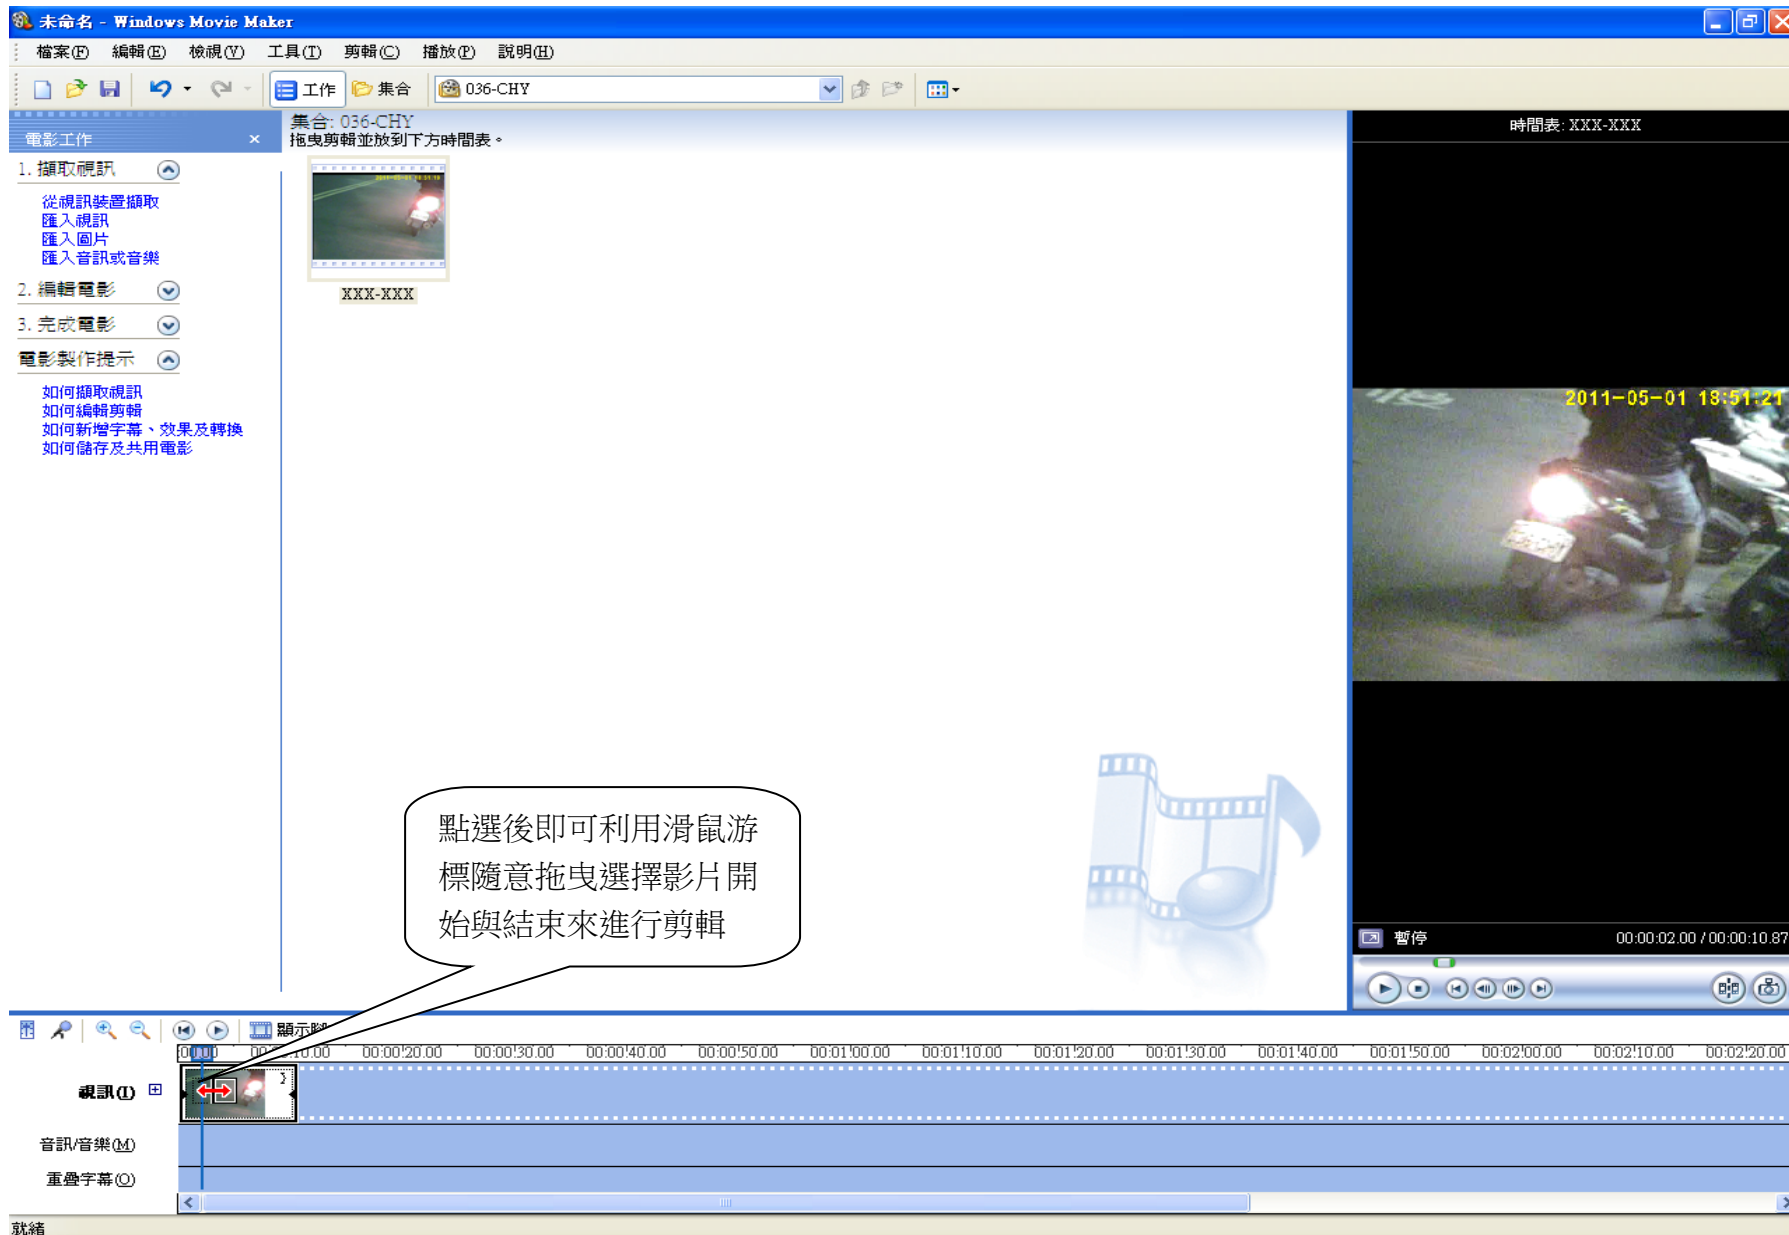 未命名 - Windows Movie Maker
檔案(F) 編輯(E) 檢視(V) 工具(T) 剪輯(C) 播放(P) 說明(H)
工作 集合 036-CHY
電影工作
1. 擷取視訊
從視訊裝置擷取
匯入視訊
匯入圖片
匯入音訊或音樂
2. 編輯電影
3. 完成電影
電影製作提示
如何擷取視訊
如何編輯剪輯
如何新增字幕、效果及轉換
如何儲存及共用電影
集合: 036-CHY
拖曳剪輯並放到下方時間表。
2011-05-01 18:51:19
XXX-XXX
時間表: XXX-XXX
2011-05-01 18:51:21
暫停 00:00:02.00 / 00:00:10.87
點選後即可利用滑鼠游
標隨意拖曳選擇影片開
始與結束來進行剪輯
顯示腳
00:00:20.00 00:00:30.00 00:00:40.00 00:00:50.00 00:01:00.00 00:01:10.00 00:01:20.00 00:01:30.00 00:01:40.00 00:01:50.00 00:02:00.00 00:02:10.00 00:02:20.00
視訊(I)
音訊/音樂(M)
重疊字幕(O)
就緒